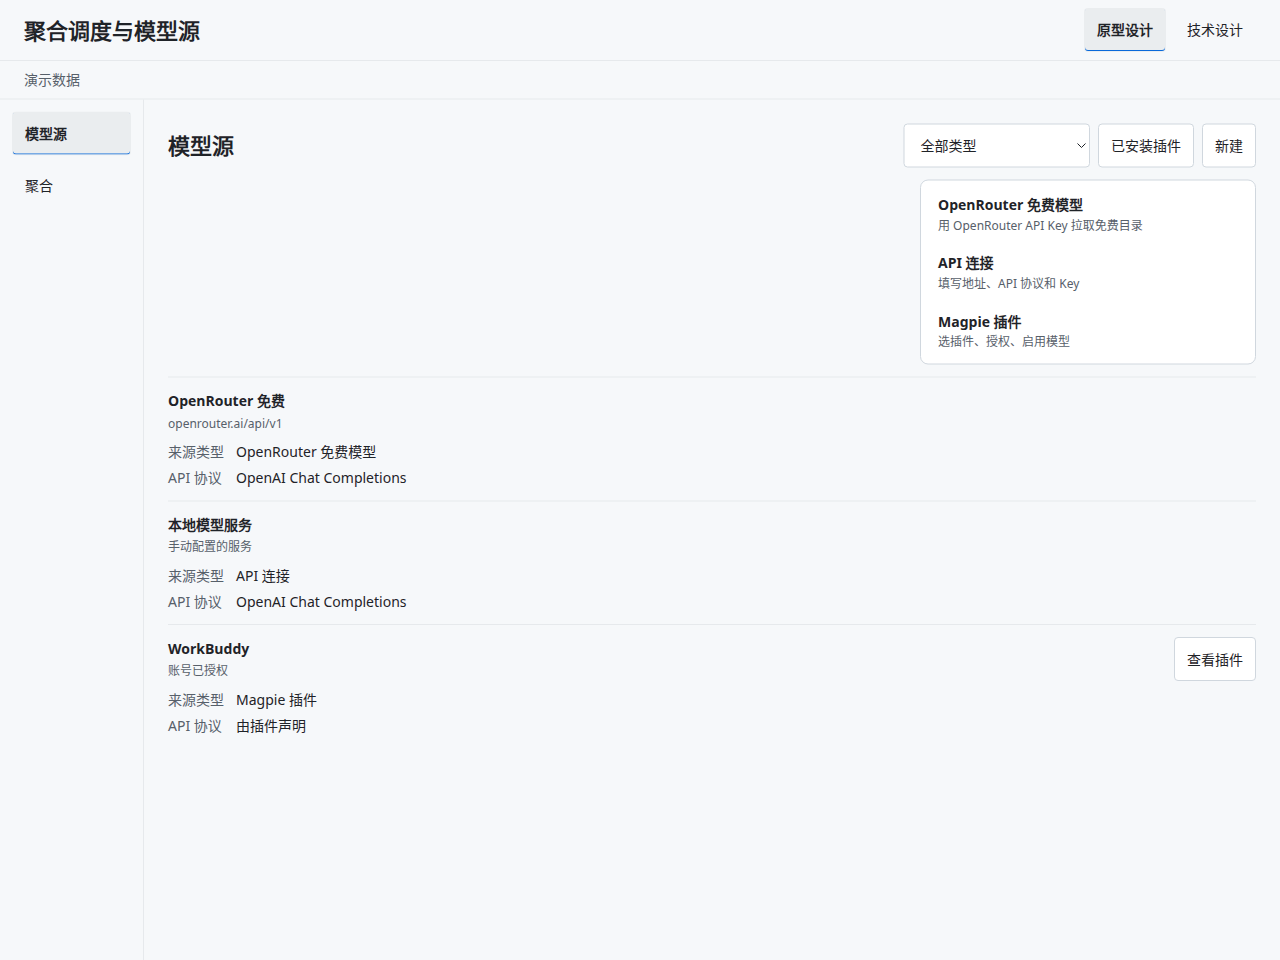 聚合调度与模型源
原型设计
技术设计
演示数据
模型源
聚合
模型源
全部类型
已安装插件
新建
OpenRouter 免费模型
用 OpenRouter API Key 拉取免费目录
API 连接
填写地址、API 协议和 Key
Magpie 插件
选插件、授权、启用模型
OpenRouter 免费
openrouter.ai/api/v1
来源类型 OpenRouter 免费模型
API 协议 OpenAI Chat Completions
本地模型服务
手动配置的服务
来源类型 API 连接
API 协议 OpenAI Chat Completions
WorkBuddy
账号已授权
查看插件
来源类型 Magpie 插件
API 协议 由插件声明